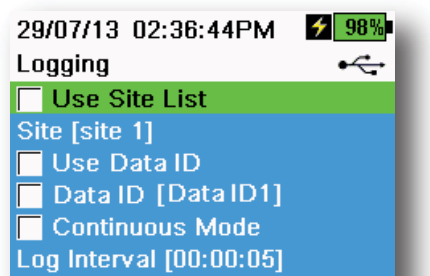 29/07/13 02:36:44PM 98%
Logging
Use Site List
Site [site 1]
Use Data ID
Data ID [Data ID1]
Continuous Mode
Log Interval [00:00:05]